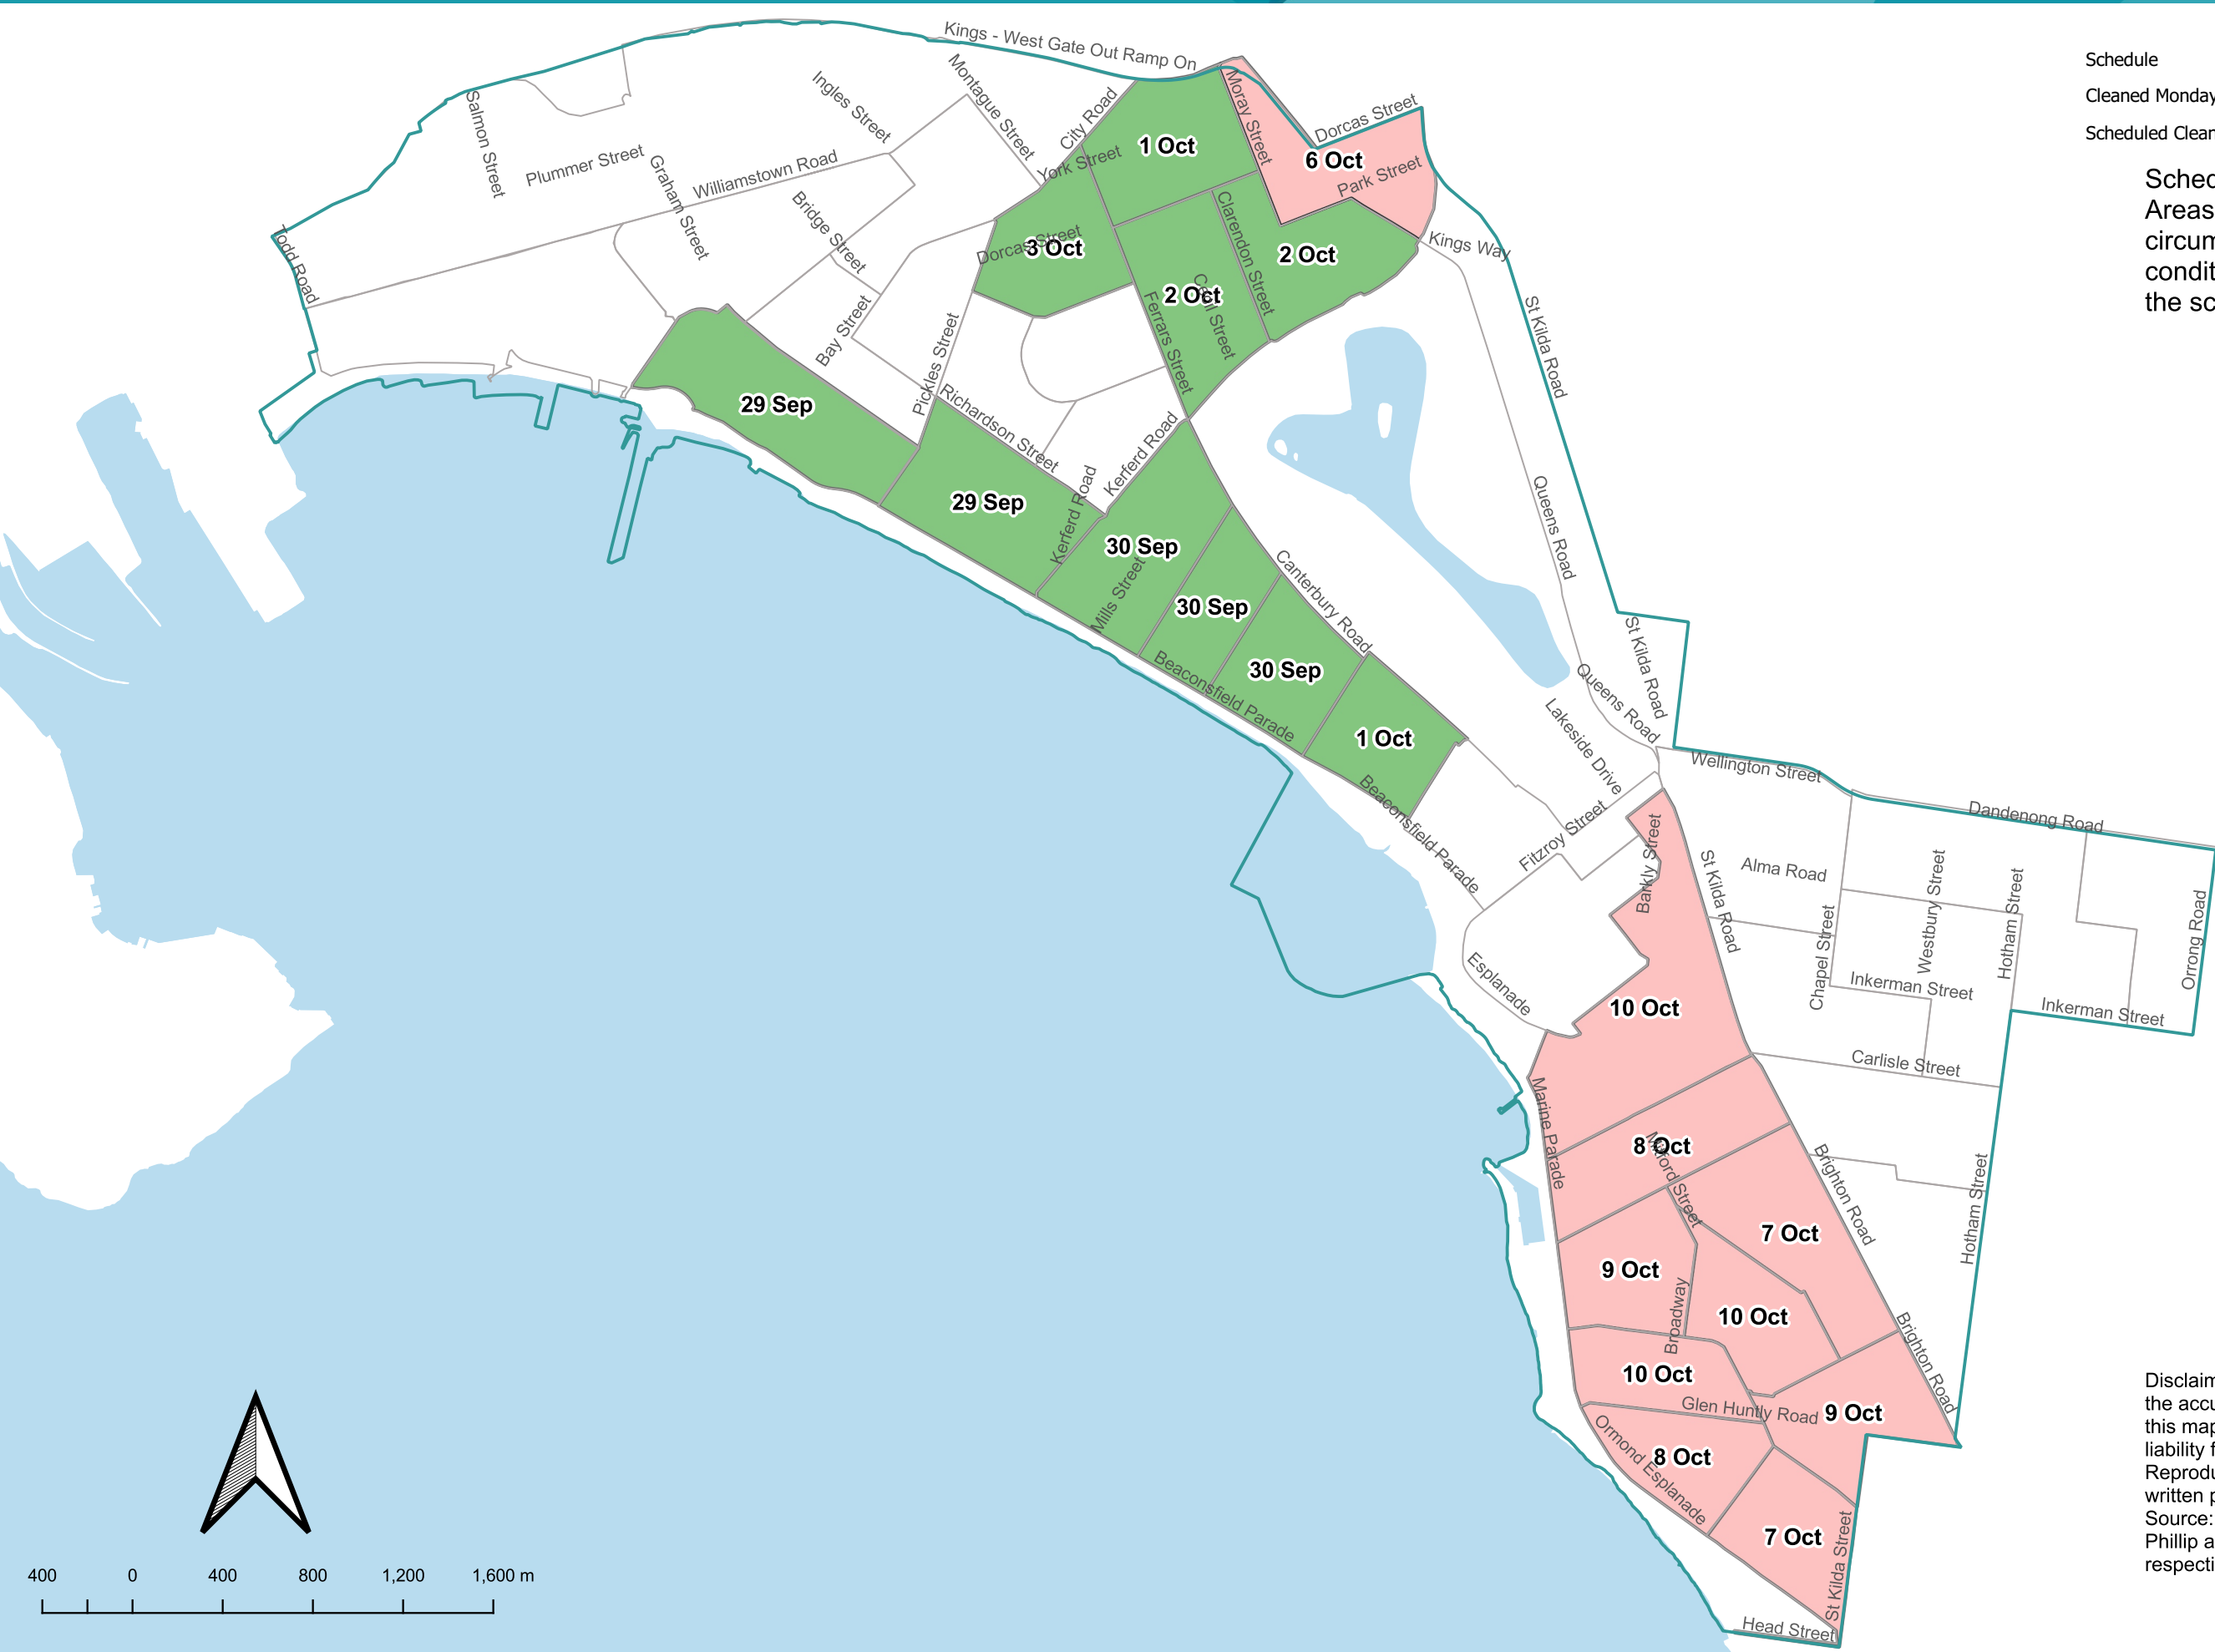 Kings - West Gate Out Ramp On
Schedule
Cleaned Monday
Scheduled Clean
Sched
Areas
circum
condit
the sc
Salmon Street
Plummer Street
Ingles Street
Montague Street
City Road
York Street
1 Oct
Moray Street
Dorcas Street
6 Oct
Park Street
Graham Street
Williamstown Road
Bridge Street
Todd Road
Dorcas Street
3 Oct
Clarendon Street
2 Oct
Kings Way
2 Oct
Cecil Street
Ferrars Street
St Kilda Road
Bay Street
Pickles Street
29 Sep
Richardson Street
Kerferd Road
29 Sep
Kerferd Road
30 Sep
Queens Road
Mills Street
30 Sep
Canterbury Road
30 Sep
Beaconsfield Parade
St Kilda Road
Queens Road
Lakeside Drive
1 Oct
Wellington Street
Beaconsfield Parade
Fitzroy Street
Dandenong Road
Barkly Street
St Kilda Road
Alma Road
Westbury Street
Hotham Street
Orrong Road
Chapel Street
Esplanade
Inkerman Street
Inkerman Street
10 Oct
Carlisle Street
Marine Parade
8 Oct
Mitford Street
Brighton Road
Hotham Street
7 Oct
9 Oct
10 Oct
Broadway
Brighton Road
10 Oct
Glen Huntly Road
9 Oct
Ormond Esplanade
8 Oct
7 Oct
St Kilda Street
Head Street
Disclaim
the accu
this map
liability f
Reprodu
written p
Source:
Phillip a
respecti
400 0 400 800 1,200 1,600 m